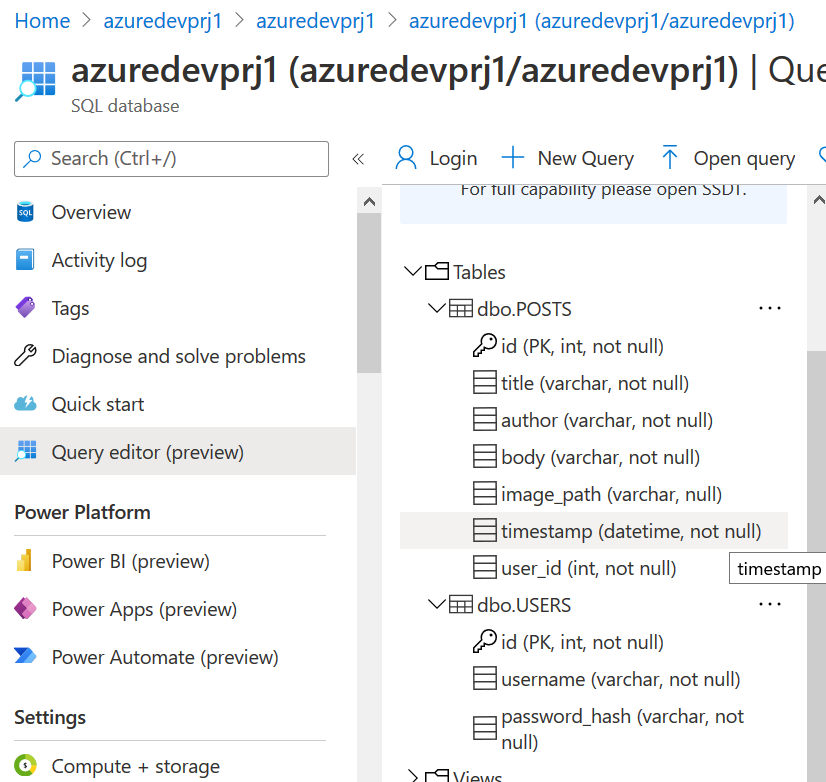 Home > azuredevprj1 > azuredevprj1 > azuredevprj1 (azuredevprj1/azuredevprj1)
azuredevprj1 (azuredevprj1/azuredevprj1) | Que
SQL database
Search (Ctrl+/)
«
Overview
Activity log
Tags
Diagnose and solve problems
Quick start
Query editor (preview)
Power Platform
Power BI (preview)
Power Apps (preview)
Power Automate (preview)
Settings
Compute + storage
Login
New Query
Open query
For full capability please open SSDT.
Tables
dbo.POSTS ...
id (PK, int, not null)
title (varchar, not null)
author (varchar, not null)
body (varchar, not null)
image_path (varchar, null)
timestamp (datetime, not null)
user_id (int, not null)
timestamp
dbo.USERS ...
id (PK, int, not null)
username (varchar, not null)
password_hash (varchar, not
null)
Views